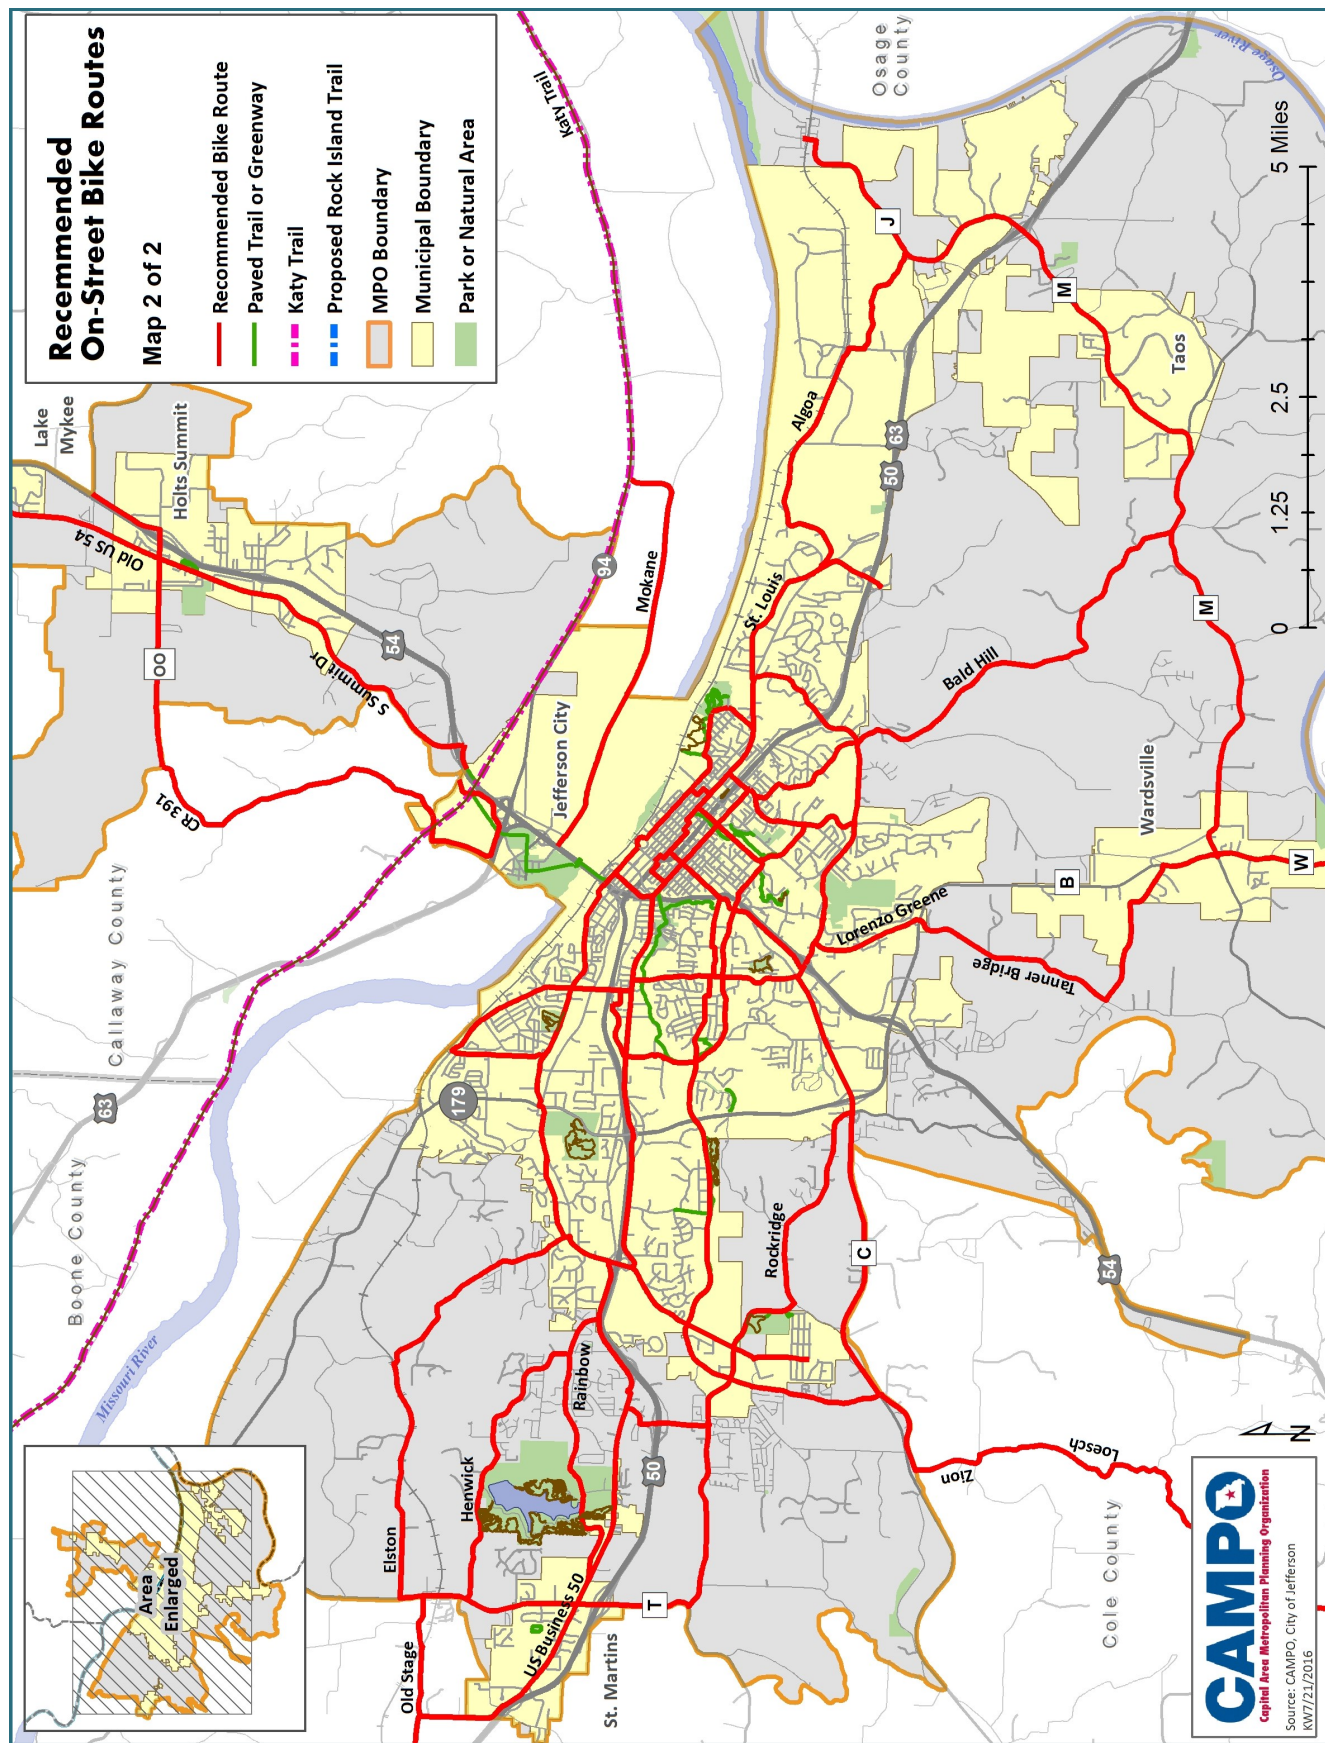 Recemmended
On-Street Bike Routes
Map 2 of 2
Recommended Bike Route
Paved Trail or Greenway
Katy Trail
Proposed Rock Island Trail
MPO Boundary
Municipal Boundary
Park or Natural Area
Area
Enlarged
Boone County
Callaway County
Missouri River
63
Katy Trail
Lake
Mykee
Holts Summit
Old US 54
OO
54
S Summit Dr
CR 391
94
Mokane
Jefferson City
179
Osage
County
Osage River
J
Algoa
St. Louis
63
50
M
Taos
M
Bald Hill
Wardsville
B
W
Lorenzo Greene
Tanner Bridge
Elston
Henwick
Rainbow
Old Stage
US Business 50
St. Martins
50
T
Rockridge
C
54
Zion
Loesch
Cole County
0
1.25
2.5
5 Miles
N
CAMPO
Capital Area Metropolitan Planning Organization
Source: CAMPO, City of Jefferson
KW7/21/2016